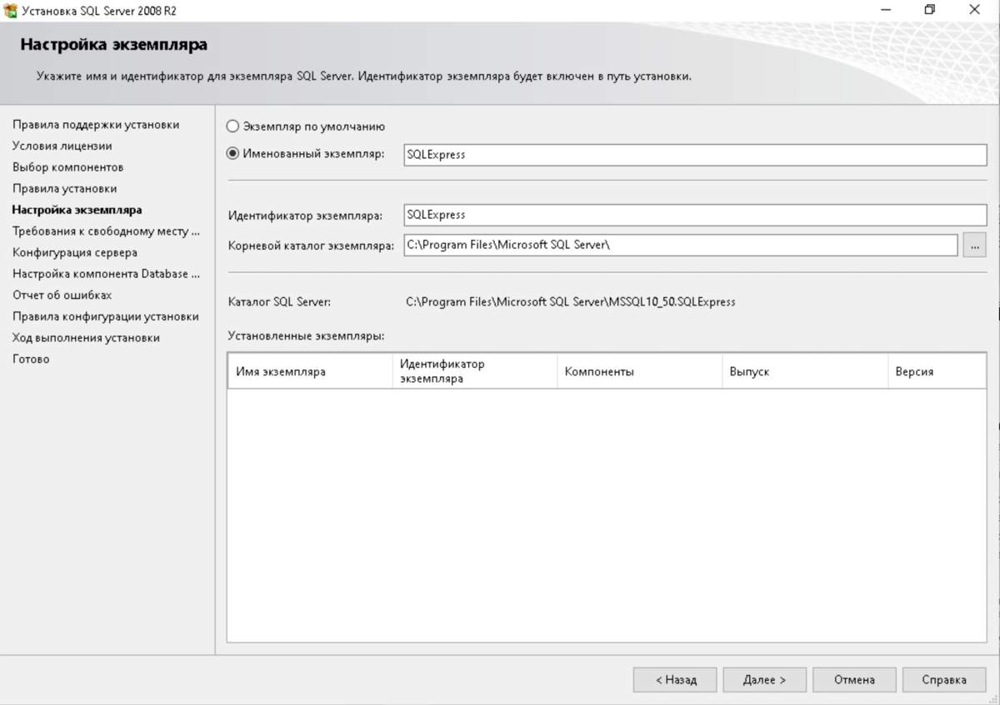 Установка SQL Server 2008 R2
Настройка экземпляра
Укажите имя и идентификатор для экземпляра SQL Server. Идентификатор экземпляра будет включен в путь установки.
Правила поддержки установки
Условия лицензии
Выбор компонентов
Правила установки
Настройка экземпляра
Требования к свободному месту ...
Конфигурация сервера
Настройка компонента Database ...
Отчет об ошибках
Правила конфигурации установки
Ход выполнения установки
Готово
Экземпляр по умолчанию
Именованный экземпляр: SQLExpress
Идентификатор экземпляра: SQLExpress
Корневой каталог экземпляра: C:\Program Files\Microsoft SQL Server\ ...
Каталог SQL Server: C:\Program Files\Microsoft SQL Server\MSSQL10_50.SQLExpress
Установленные экземпляры:
Имя экземпляра
Идентификатор
экземпляра
Компоненты
Выпуск
Версия
< Назад
Далее >
Отмена
Справка